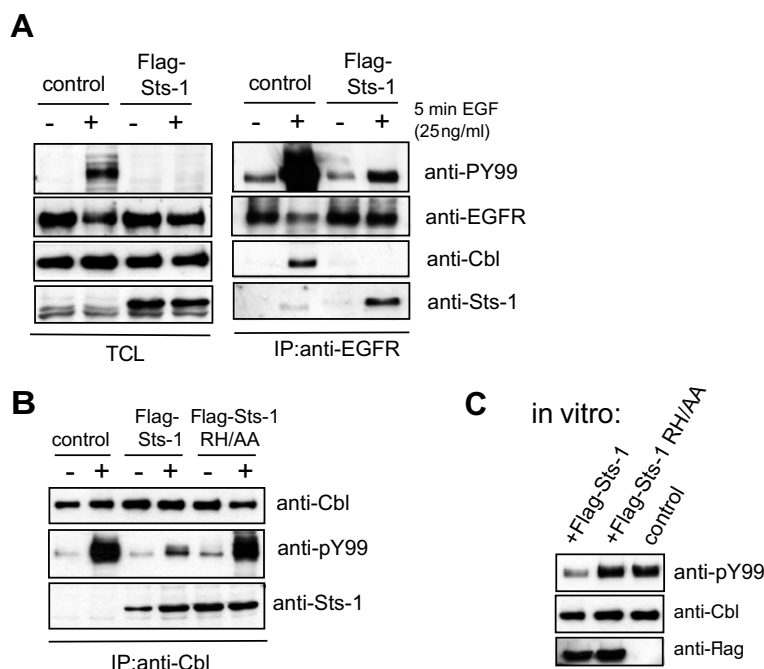 A
control Flag-Sts-1 control Flag-Sts-1
- + - + - + - + 5 min EGF (25ng/ml)
anti-PY99
anti-EGFR
anti-Cbl
anti-Sts-1
TCL IP:anti-EGFR
B
control Flag-Sts-1 Flag-Sts-1 RH/AA
- + - + - +
anti-Cbl
anti-pY99
anti-Sts-1
IP:anti-Cbl
C in vitro:
+Flag-Sts-1 +Flag-Sts-1 RH/AA control
anti-pY99
anti-Cbl
anti-Flag